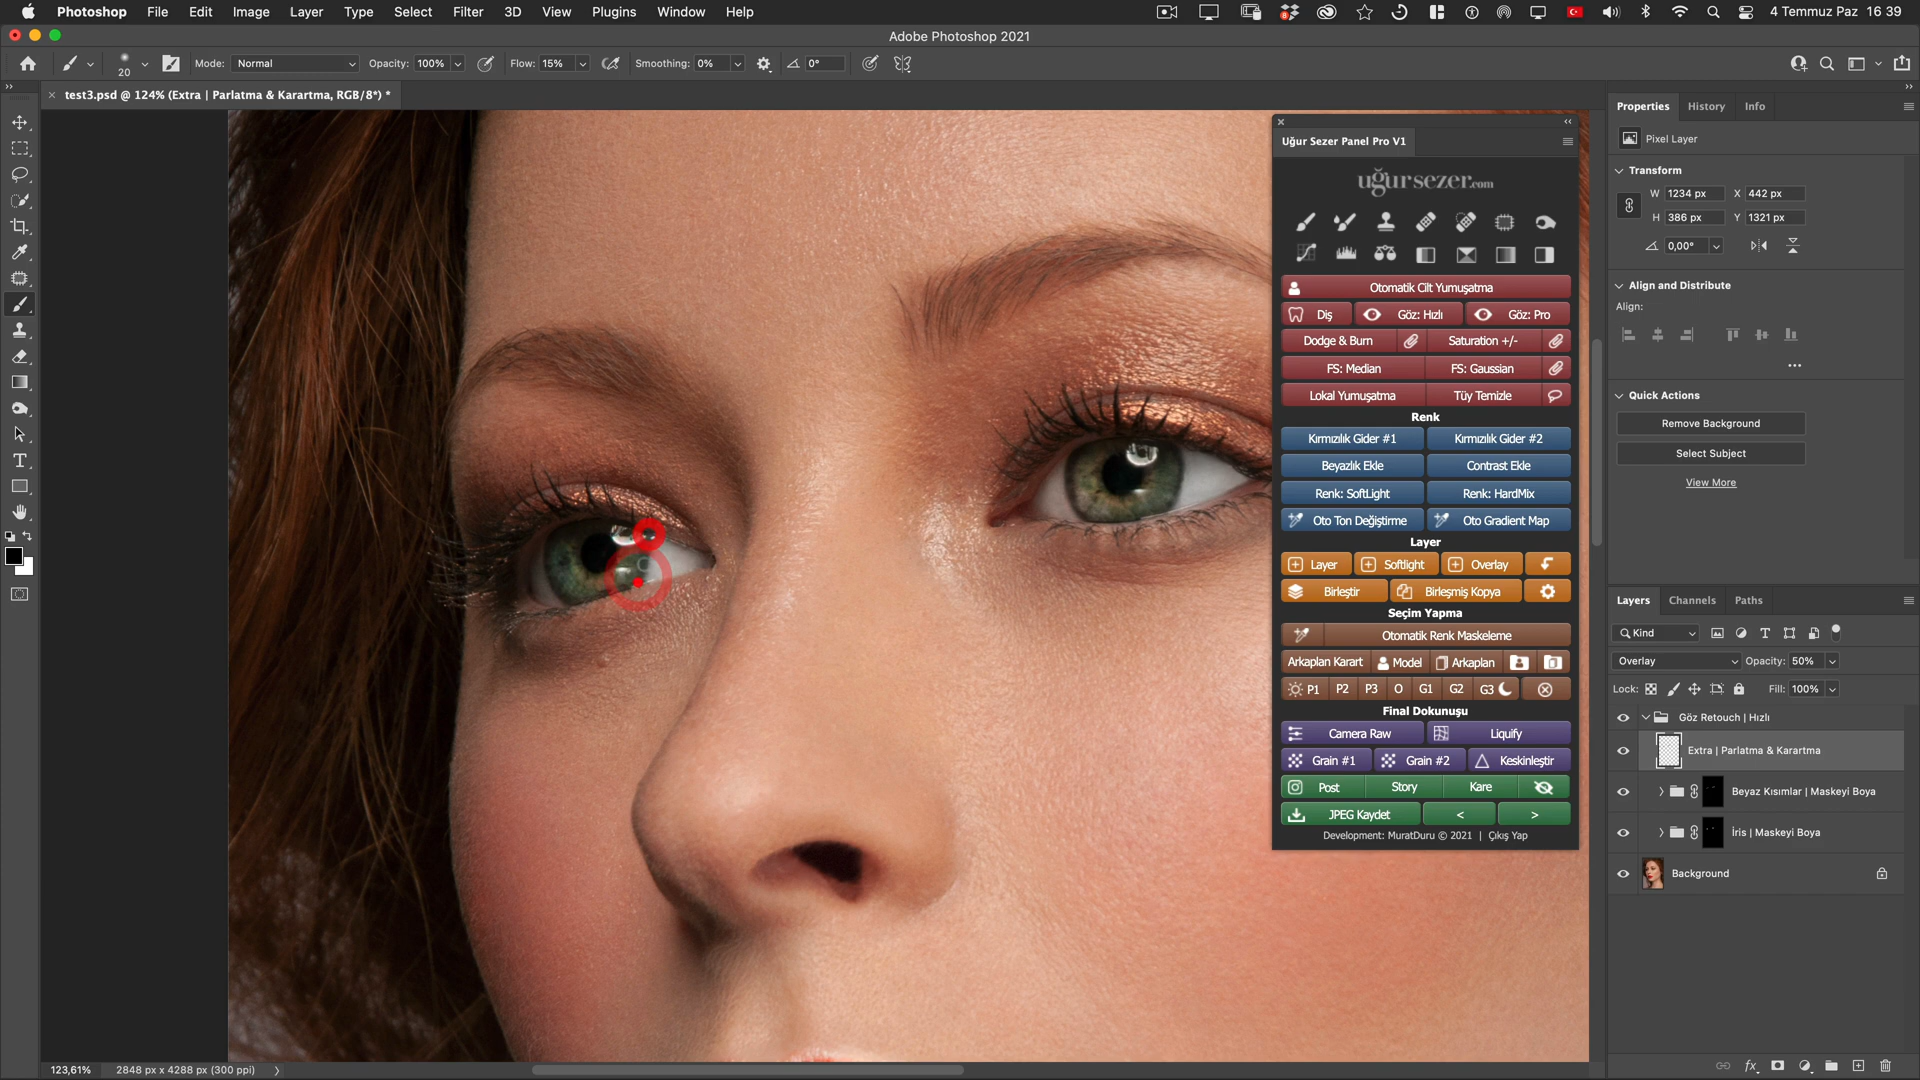 Photoshop File Edit Image Layer Type Select Filter 3D View Plugins Window Help 4 Temmuz Paz 16 39
Adobe Photoshop 2021
20 Mode: Normal Opacity: 100% Flow: 15% Smoothing: 0% 0°
test3.psd @ 124% (Extra | Parlatma & Karartma, RGB/8*) *
Uğur Sezer Panel Pro V1
uğursezer.com
Otomatik Cilt Yumuşatma
Diş Göz: Hızlı Göz: Pro
Dodge & Burn Saturation +/-
FS: Median FS: Gaussian
Lokal Yumuşatma Tüy Temizle
Renk
Kırmızılık Gider #1 Kırmızılık Gider #2
Beyazlık Ekle Contrast Ekle
Renk: SoftLight Renk: HardMix
Oto Ton Değiştirme Oto Gradient Map
Layer
Layer Softlight Overlay
Birleştir Birleşmiş Kopya
Seçim Yapma
Otomatik Renk Maskeleme
Arkaplan Karart Model Arkaplan
P1 P2 P3 O G1 G2 G3
Final Dokunuşu
Camera Raw Liquify
Grain #1 Grain #2 Keskinleştir
Post Story Kare
JPEG Kaydet < >
Development: MuratDuru © 2021 | Çıkış Yap
Properties History Info
Pixel Layer
Transform
W 1234 px X 442 px
H 386 px Y 1321 px
0,00°
Align and Distribute
Align:
Quick Actions
Remove Background
Select Subject
View More
Layers Channels Paths
Kind
Overlay Opacity: 50%
Lock: Fill: 100%
Göz Retouch | Hızlı
Extra | Parlatma & Karartma
Beyaz Kısımlar | Maskeyi Boya
İris | Maskeyi Boya
Background
123,61% 2848 px x 4288 px (300 ppi)